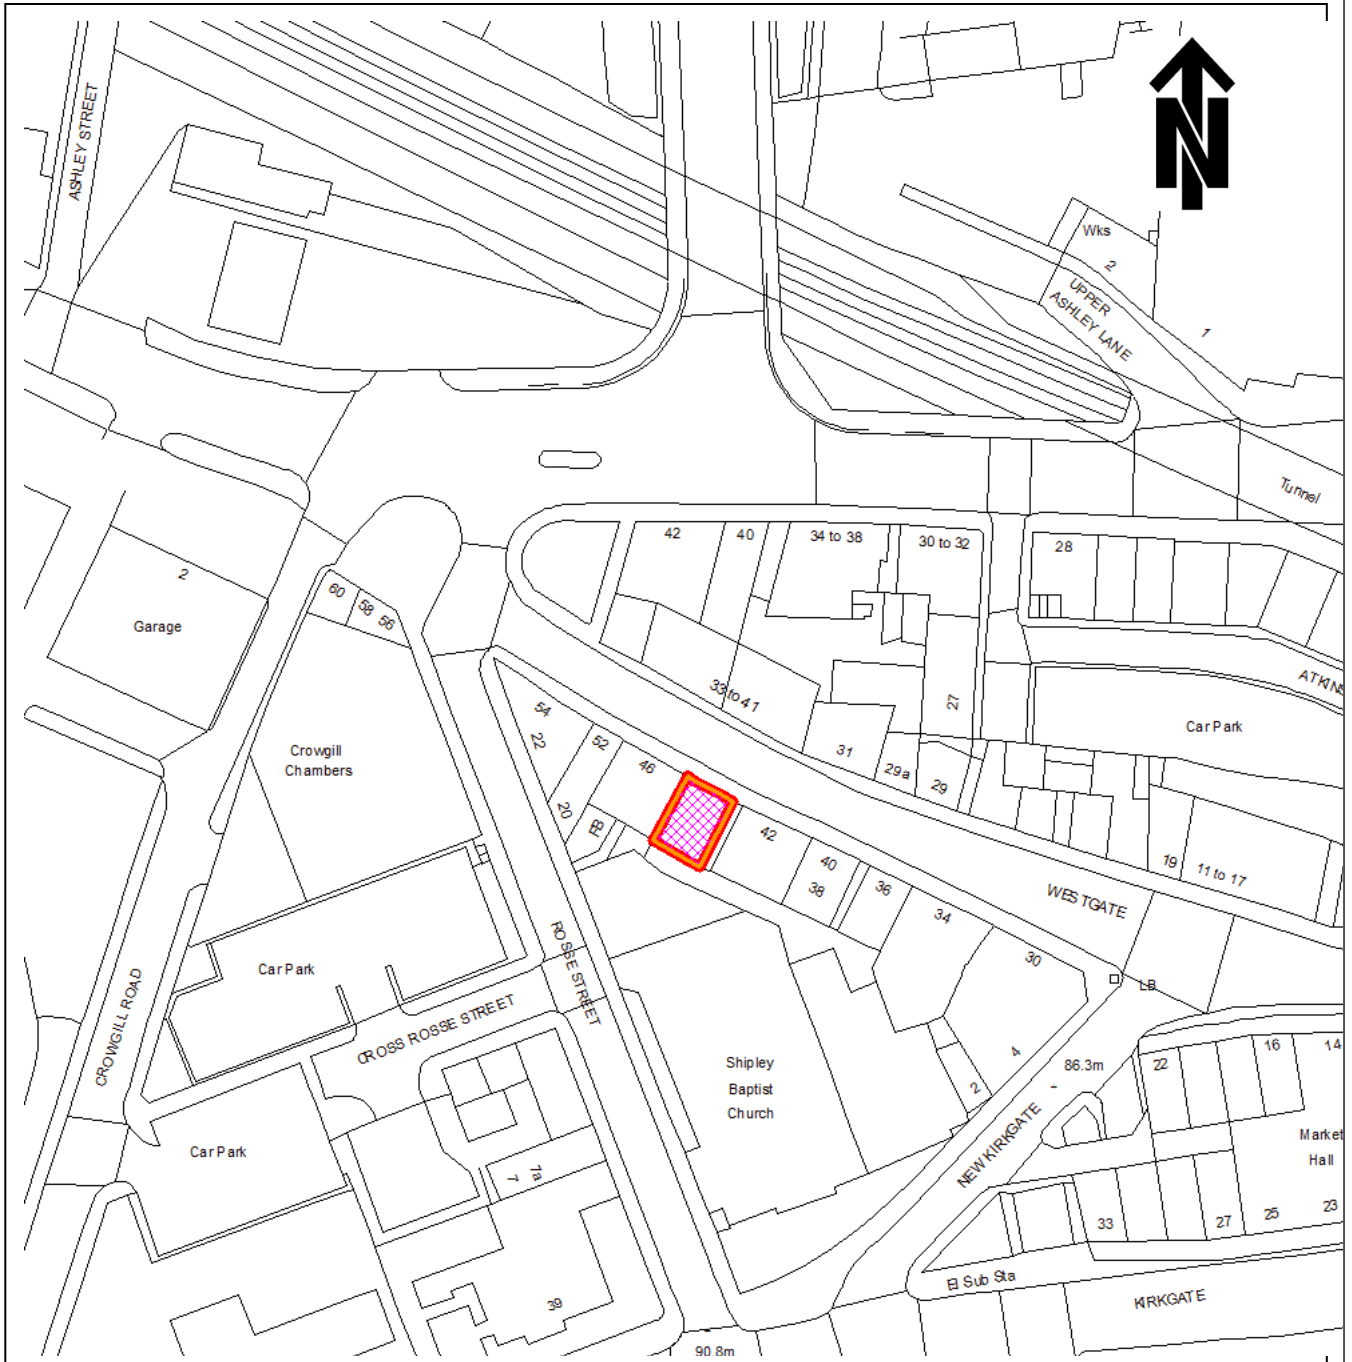 N
ASHLEY STREET
Wks
2
UPPER
ASHLEY LANE
1
Tunnel
42
40
34 to 38
30 to 32
28
2
Garage
60
58
56
ATKINS
33 to 41
27
Car Park
54
22
52
46
31
29a
29
Crowgill
Chambers
20
PB
42
40
38
36
34
19
11 to 17
WESTGATE
30
LB
ROSSE STREET
Car Park
CROWGILL ROAD
CROSS ROSSE STREET
Shipley
Baptist
Church
4
2
86.3m
22
16
14
NEW KIRKGATE
Market
Hall
Car Park
7
7a
33
27
25
23
El Sub Sta
39
KIRKGATE
90.8m